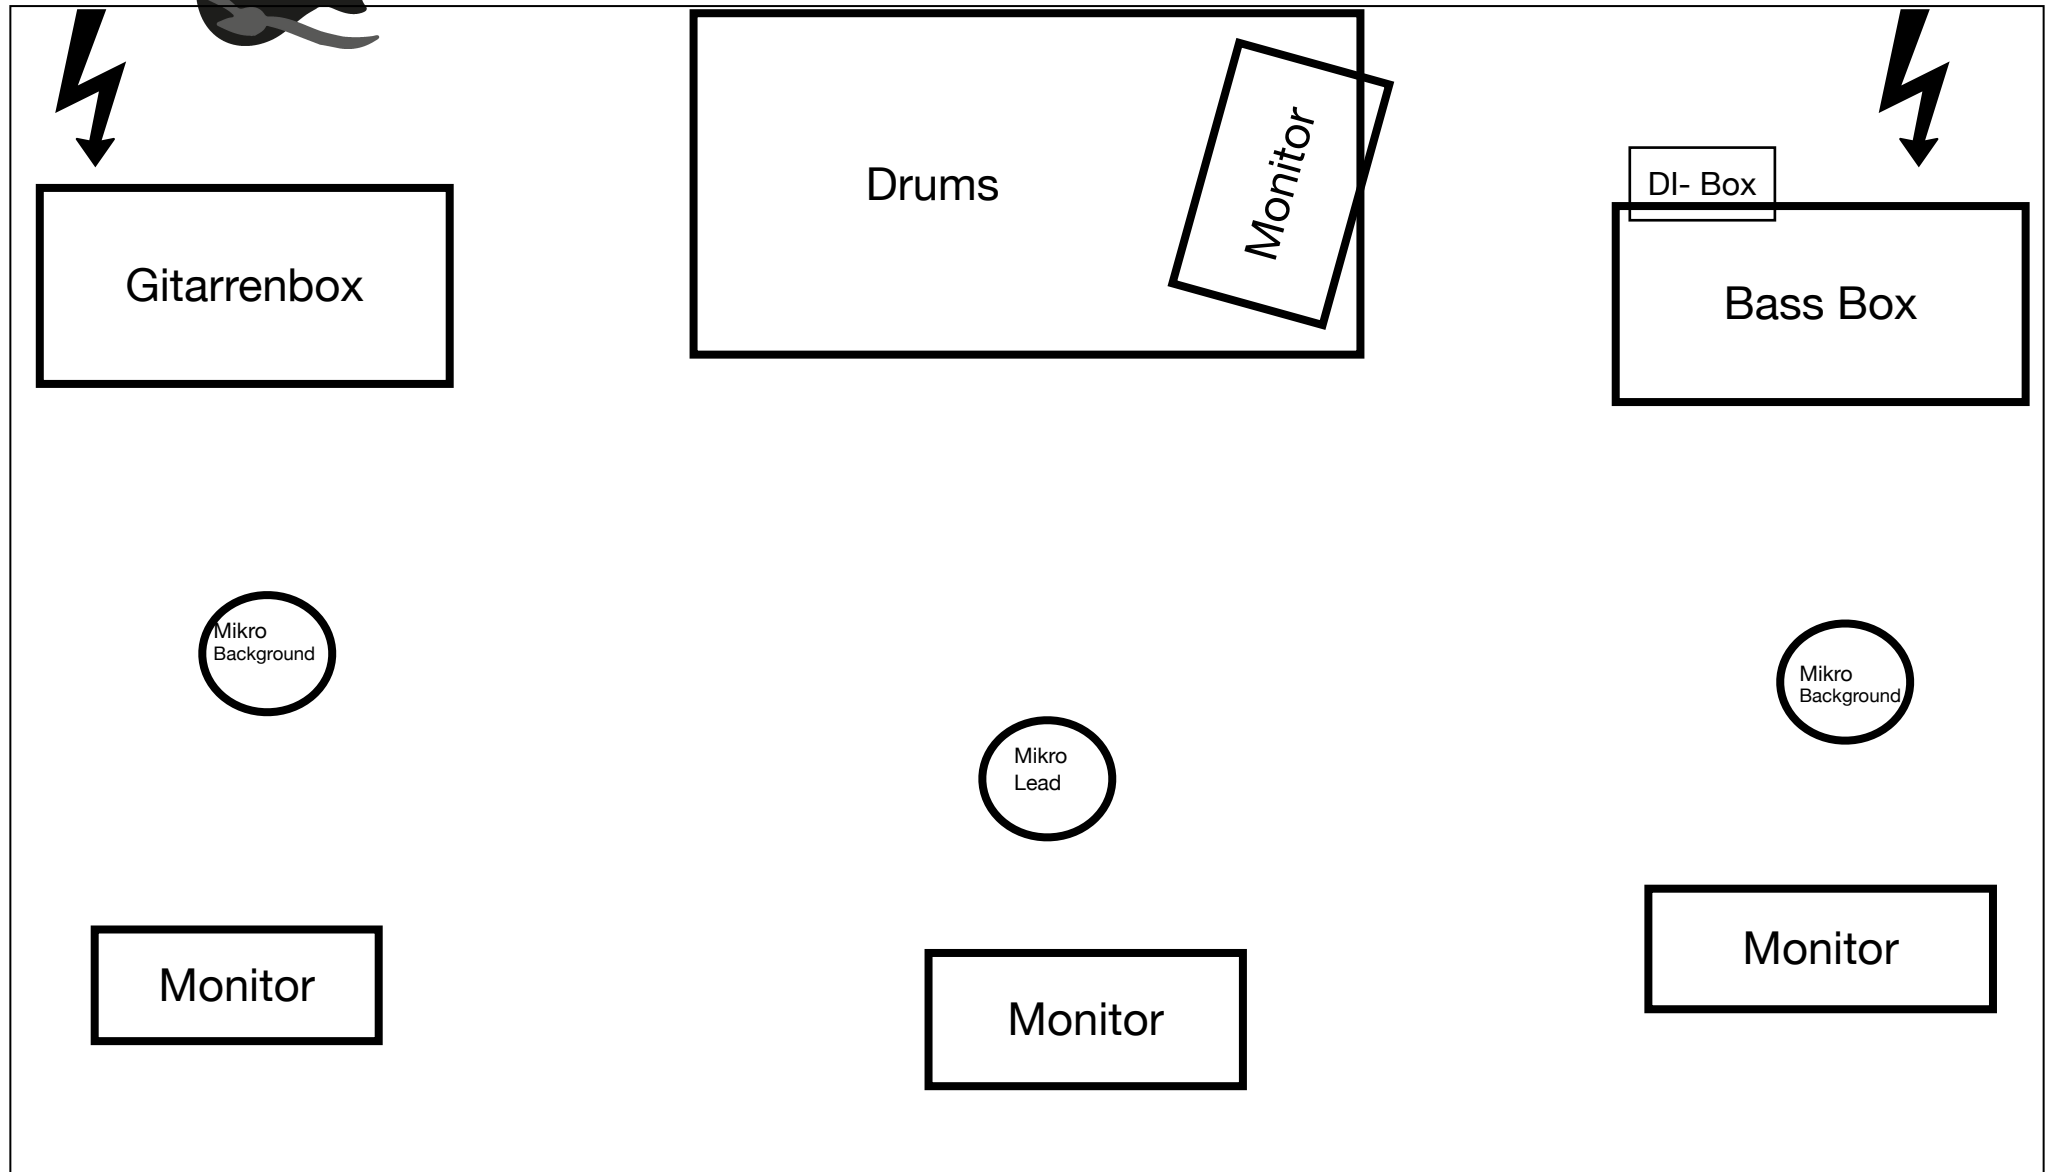 Drums
Monitor
DI- Box
Gitarrenbox
Bass Box
Mikro
Background
Mikro
Background
Mikro
Lead
Monitor
Monitor
Monitor